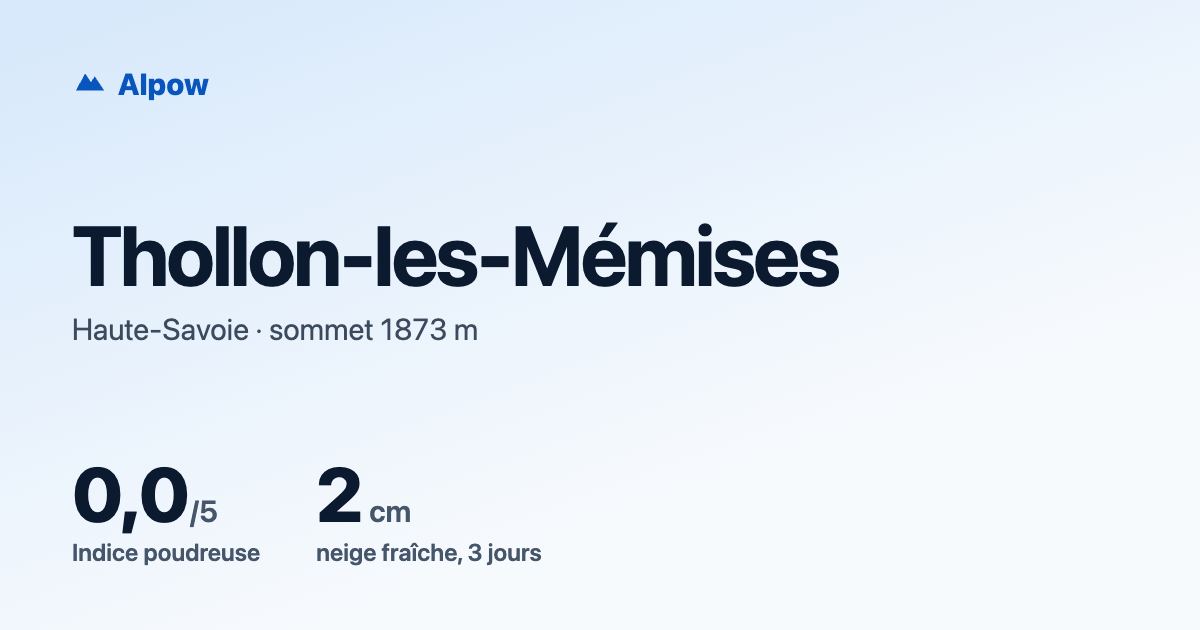 Alpow
Thollon-les-Mémises
Haute-Savoie · sommet 1873 m
0,0/5
Indice poudreuse
2 cm
neige fraîche, 3 jours